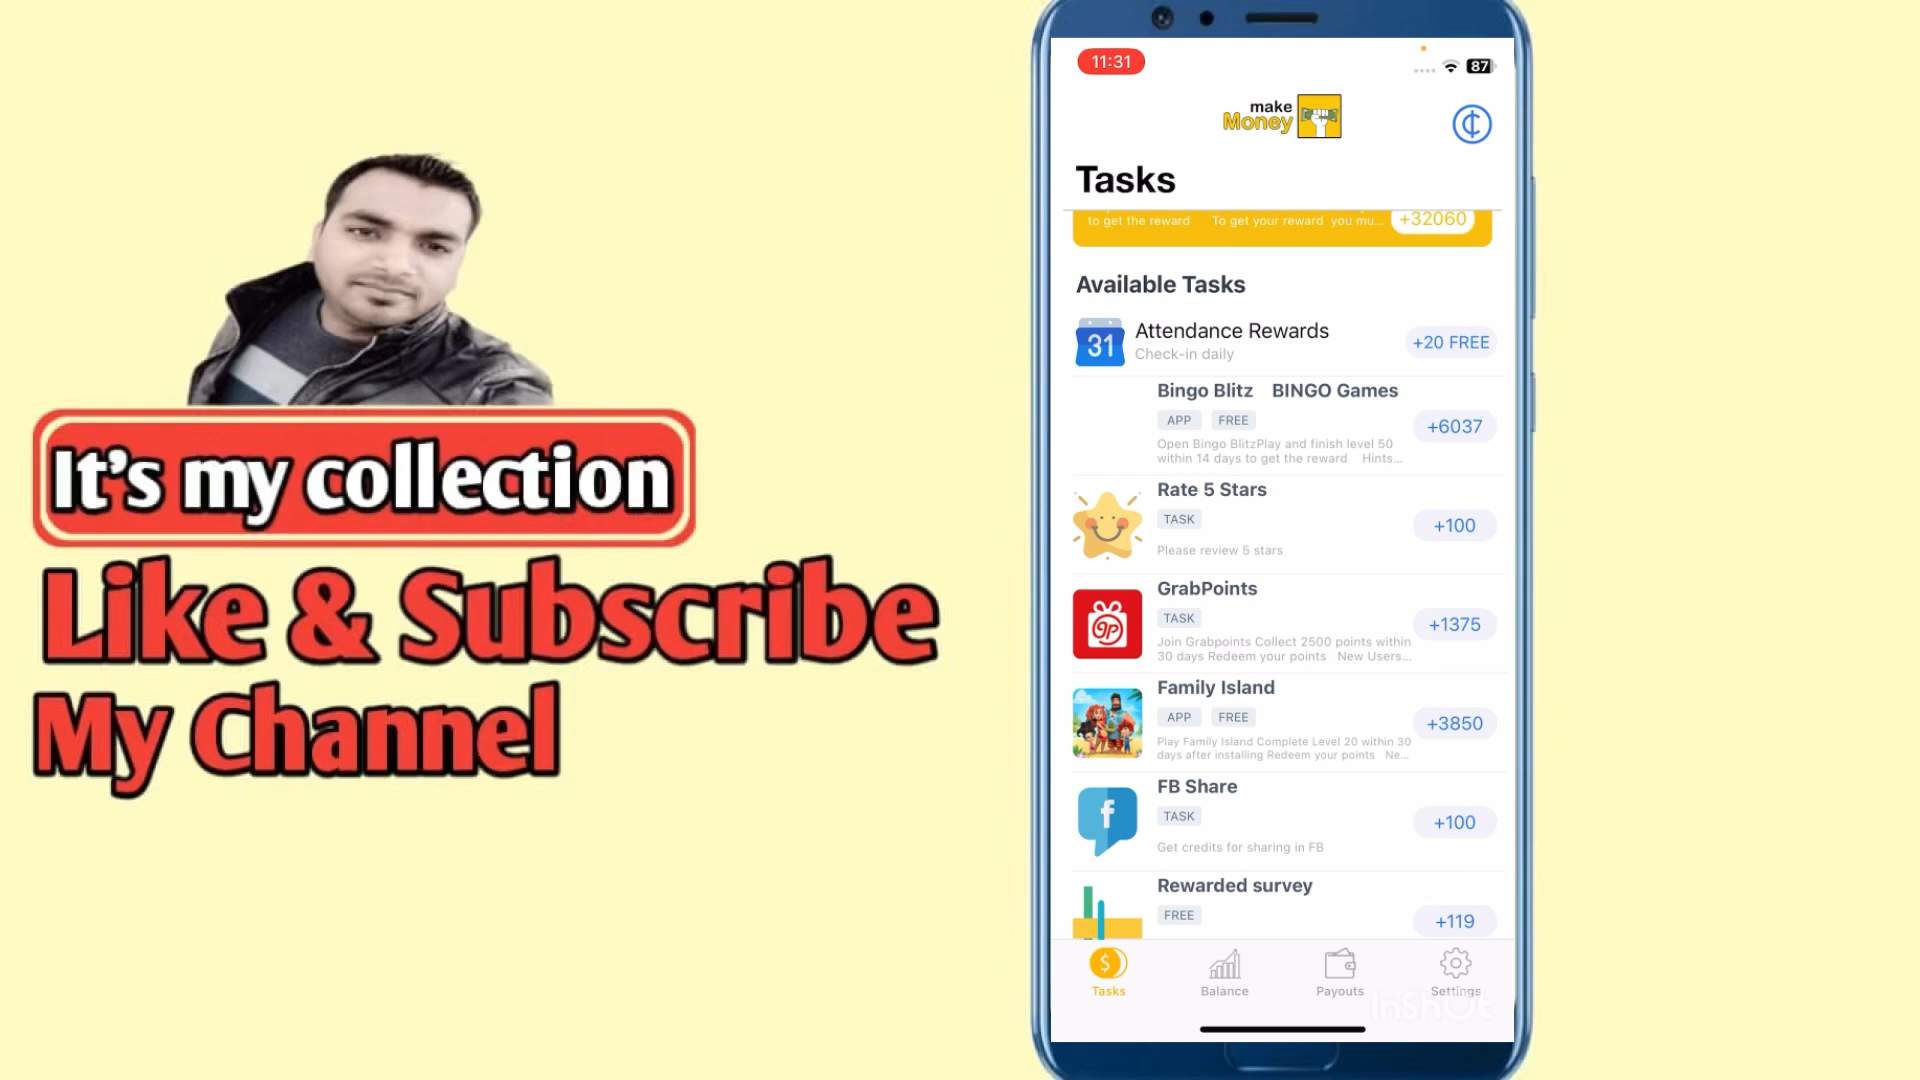 It's my collection
Like & Subscribe
My Channel
11:31
87
make
Money
Tasks
to get the reward To get your reward you mu...
+32060
Available Tasks
31
Attendance Rewards
Check-in daily
+20 FREE
Bingo Blitz BINGO Games
APP FREE
Open Bingo BlitzPlay and finish level 50
within 14 days to get the reward Hints...
+6037
Rate 5 Stars
TASK
Please review 5 stars
+100
GrabPoints
TASK
gp
Join Grabpoints Collect 2500 points within
30 days Redeem your points New Users...
+1375
Family Island
APP FREE
Play Family Island Complete Level 20 within 30
days after installing Redeem your points Ne...
+3850
FB Share
TASK
f
Get credits for sharing in FB
+100
Rewarded survey
FREE
+119
$
Tasks Balance Payouts Settings
InShOt